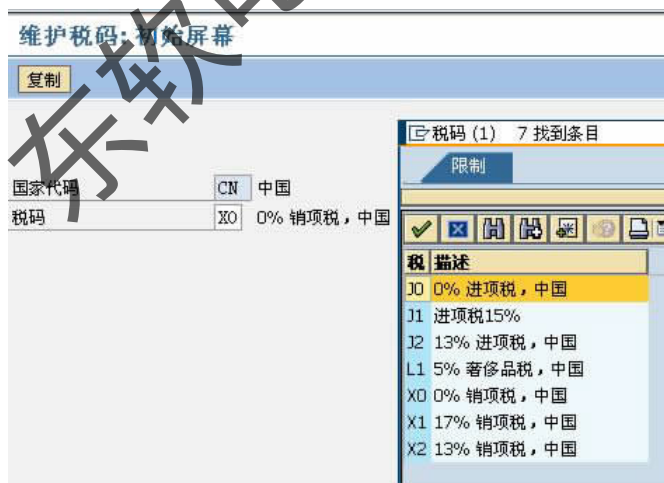 维护税码:初始屏幕
复制
国家代码 CN 中国
税码 X0 0% 销项税，中国
税码 (1) 7 找到条目
限制
税 描述
J0 0% 进项税，中国
J1 进项税15%
J2 13% 进项税，中国
L1 5% 奢侈品税，中国
X0 0% 销项税，中国
X1 17% 销项税，中国
X2 13% 销项税，中国
东软